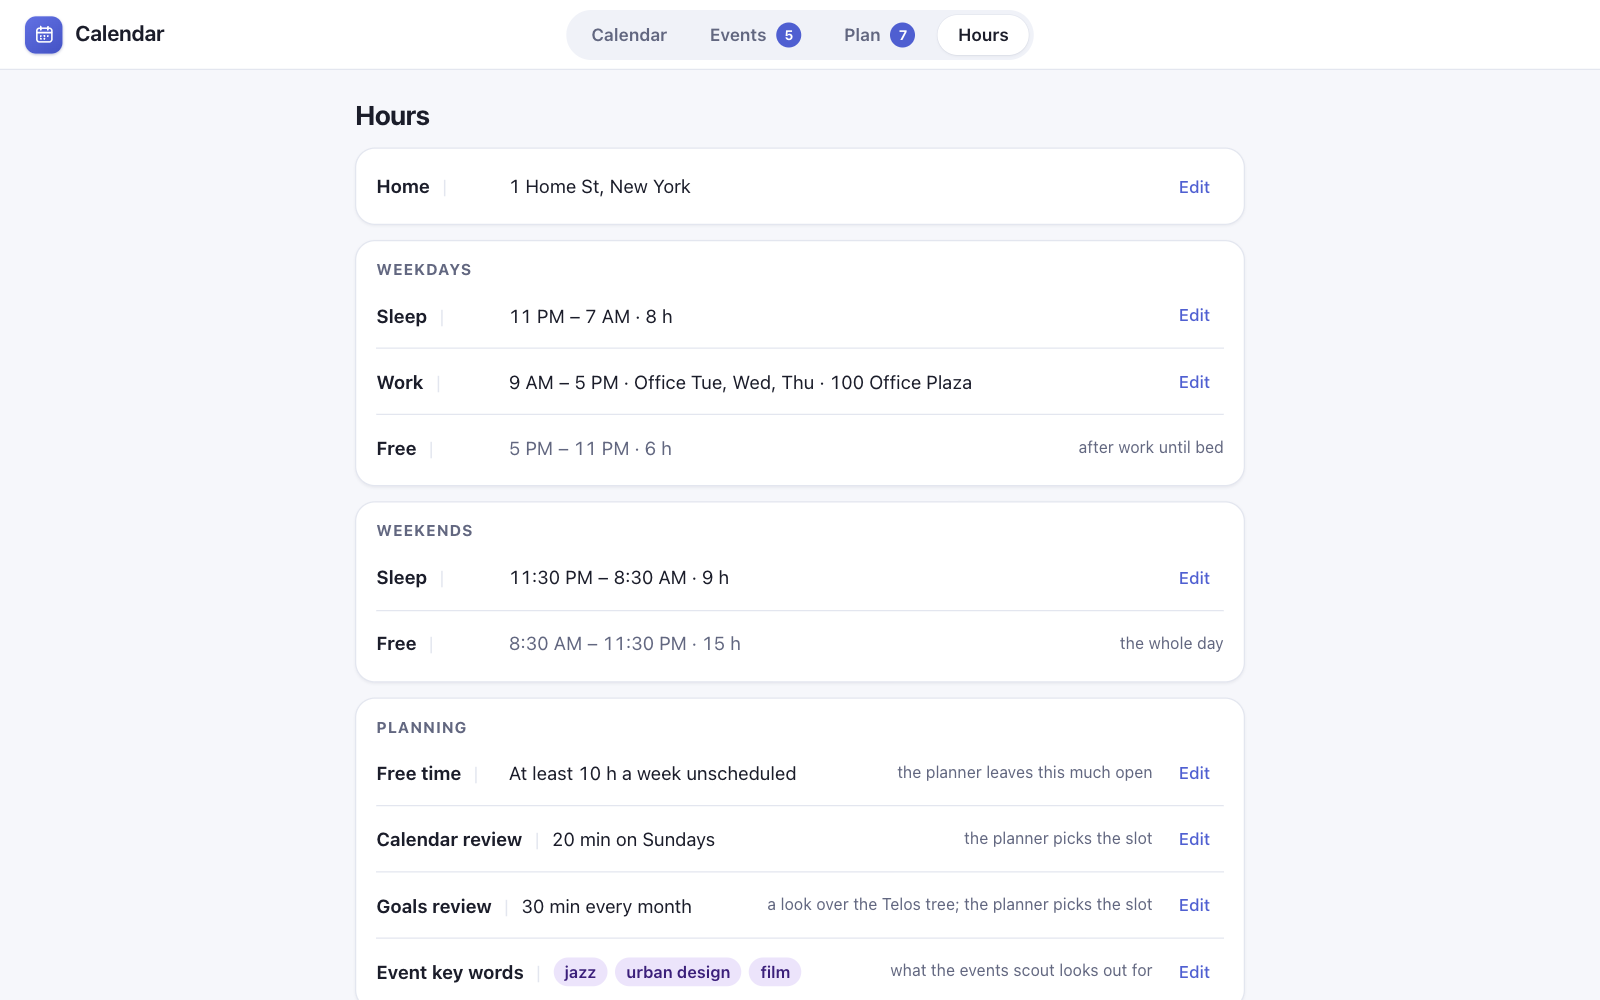 Calendar
Calendar Events 5 Plan 7 Hours
Hours
Home 1 Home St, New York Edit
WEEKDAYS
Sleep 11 PM – 7 AM · 8 h Edit
Work 9 AM – 5 PM · Office Tue, Wed, Thu · 100 Office Plaza Edit
Free 5 PM – 11 PM · 6 h after work until bed
WEEKENDS
Sleep 11:30 PM – 8:30 AM · 9 h Edit
Free 8:30 AM – 11:30 PM · 15 h the whole day
PLANNING
Free time At least 10 h a week unscheduled the planner leaves this much open Edit
Calendar review 20 min on Sundays the planner picks the slot Edit
Goals review 30 min every month a look over the Telos tree; the planner picks the slot Edit
Event key words jazz urban design film what the events scout looks out for Edit